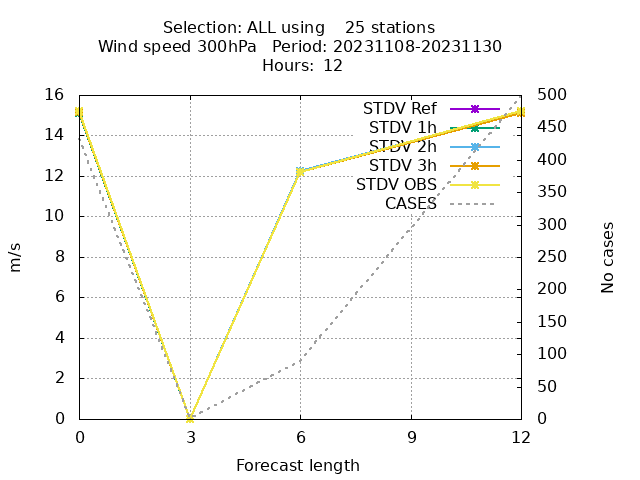 Selection: ALL using    25 stations
Wind speed 300hPa   Period: 20231108-20231130
Hours:  12
16 500
STDV Ref
14 450
STDV 1h
STDV 2h
400
STDV 3h
12
STDV OBS
350
CASES
10 300
m/s
No cases
8 250
6 200
150
4
100
2 50
0 0
0 3 6 9 12
Forecast length